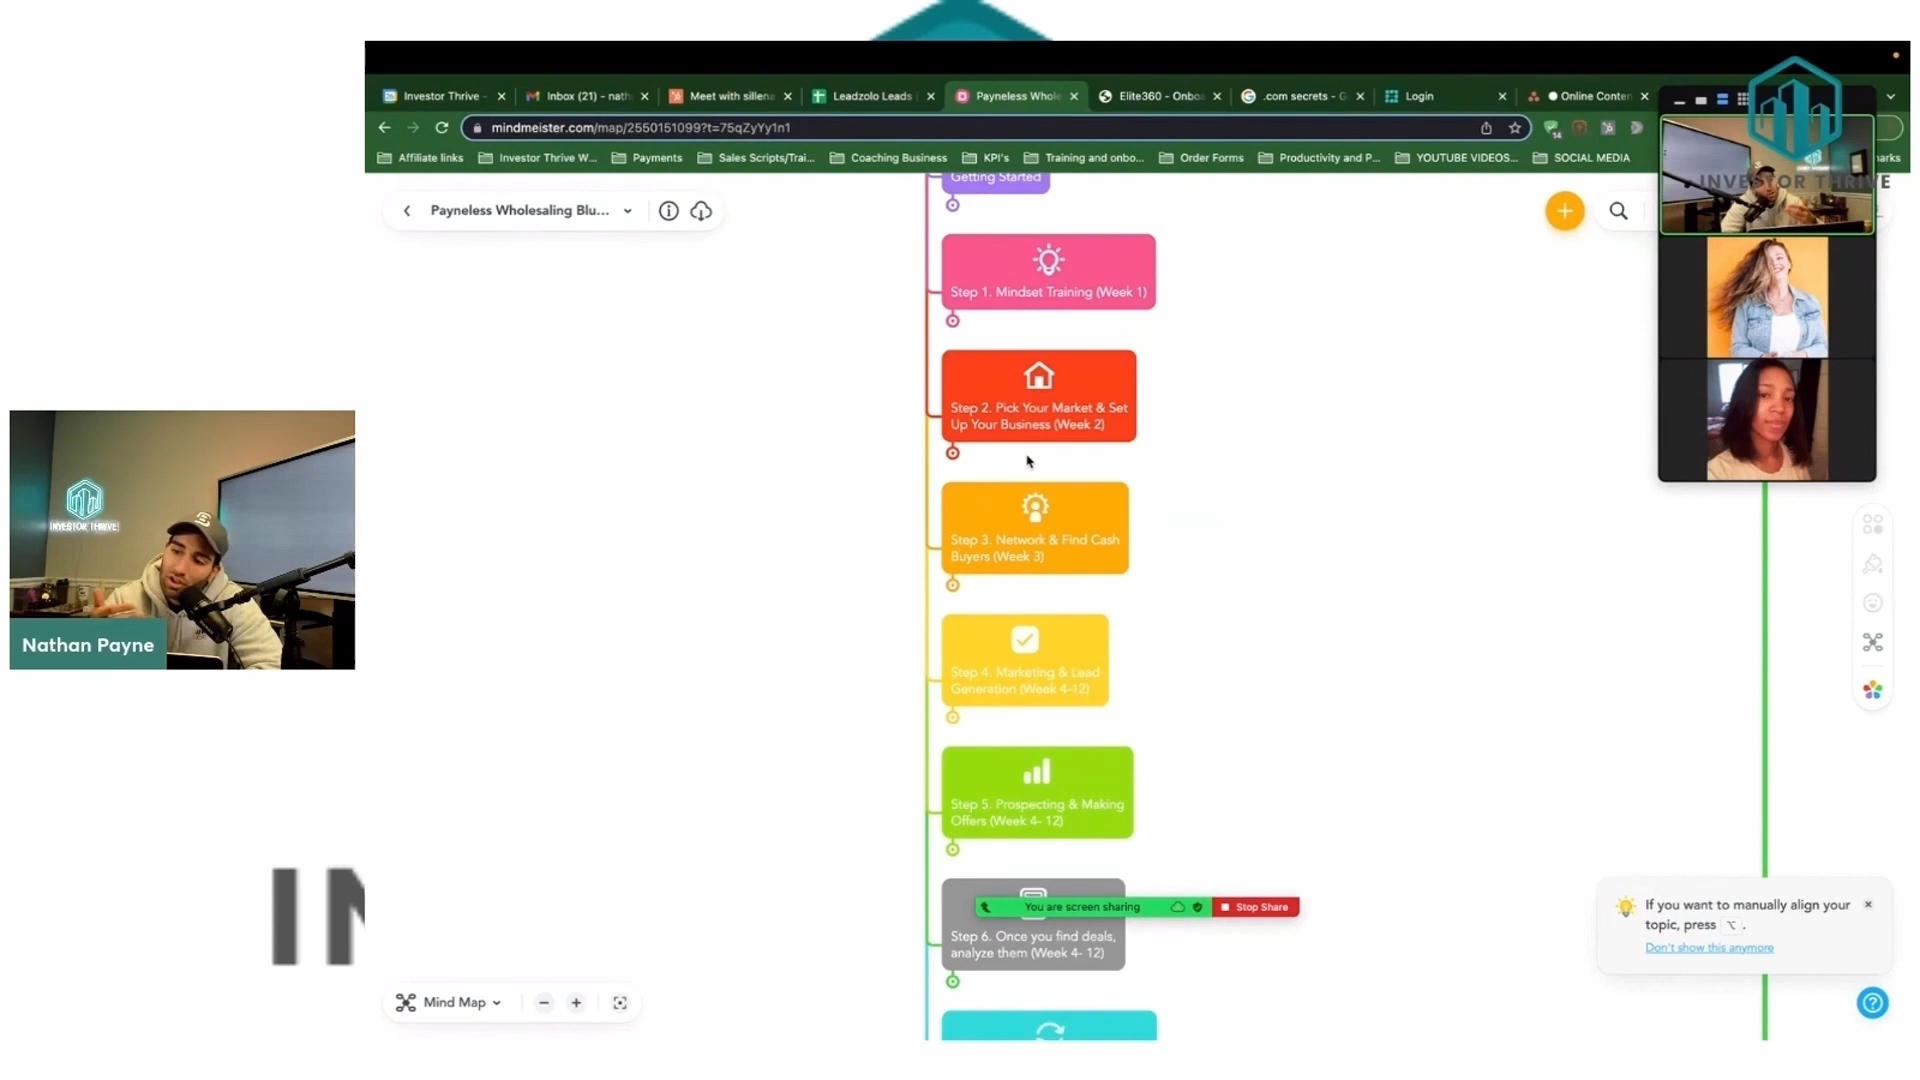 Investor Thrive -
Inbox (21) - nath
Meet with sillena
Leadzolo Leads
Payneless Whole
Elite360 - Onbo
.com secrets - G
Login
Online Conten
mindmeister.com/map/2550151099?t=75qZyYy1n1
14
Affiliate links
Investor Thrive W...
Payments
Sales Scripts/Trai...
Coaching Business
KPI's
Training and onbo...
Order Forms
Productivity and P...
YOUTUBE VIDEOS...
SOCIAL MEDIA
arks
INVESTOR THRIVE
Payneless Wholesaling Blu...
Getting Started
Step 1. Mindset Training (Week 1)
Step 2. Pick Your Market & Set
Up Your Business (Week 2)
Step 3. Network & Find Cash
Buyers (Week 3)
Step 4. Marketing & Lead
Generation (Week 4-12)
Step 5. Prospecting & Making
Offers (Week 4- 12)
You are screen sharing
Stop Share
Step 6. Once you find deals,
analyze them (Week 4- 12)
INVESTOR THRIVE
Nathan Payne
IN
If you want to manually align your
topic, press ⌥.
Don't show this anymore
Mind Map